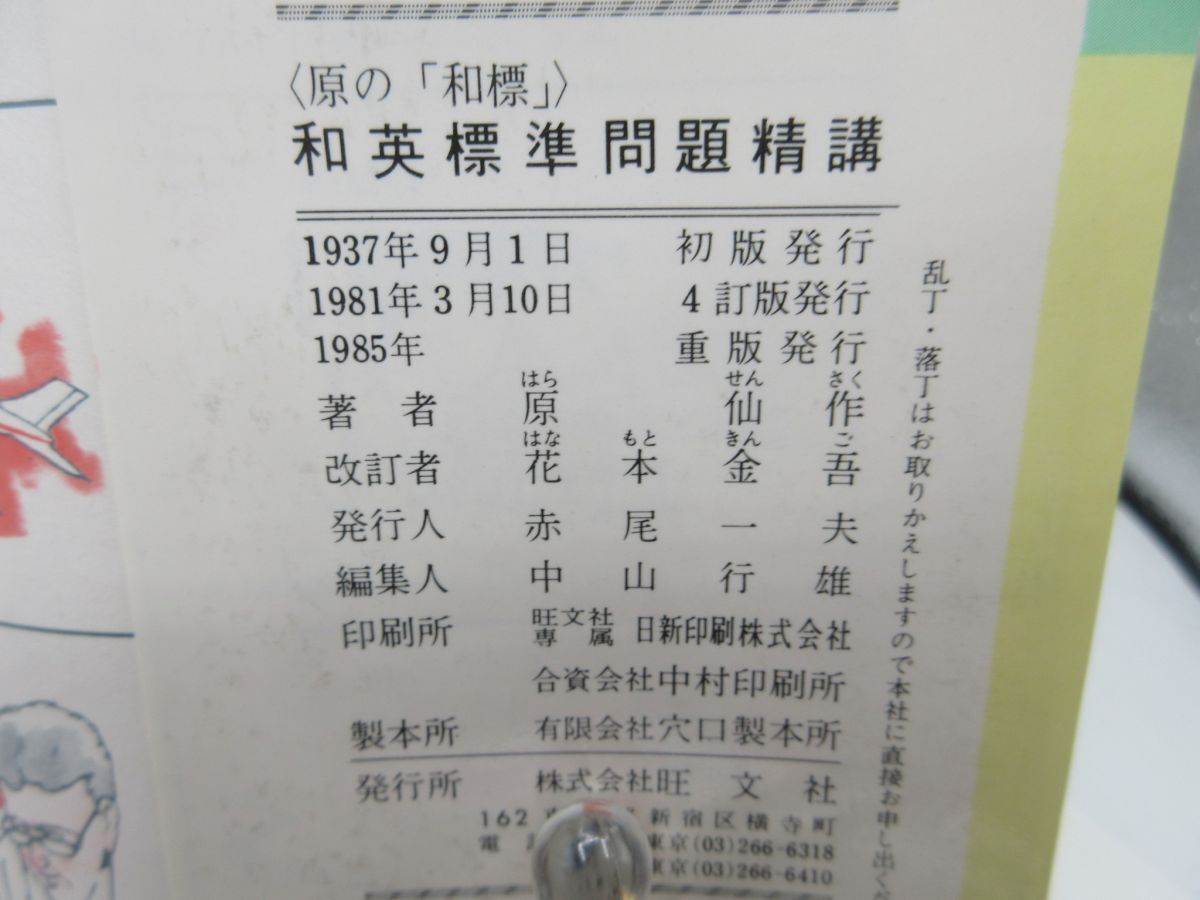 〈原の「和標」〉
和英標準問題精講
1937年9月1日 初版発行
1981年3月10日 4訂版発行
1985年 重版発行
はら せん さく
著者 原 仙作
はな もと きん ご
改訂者 花本金吾
発行人 赤尾一夫
編集人 中山行雄
印刷所 旺文社専属 日新印刷株式会社
合資会社中村印刷所
製本所 有限会社穴口製本所
発行所 株式会社旺文社
162 新宿区横寺町
電 東京(03)266-6318
東京(03)266-6410
乱丁・落丁はお取りかえしますので本社に直接お申し出く